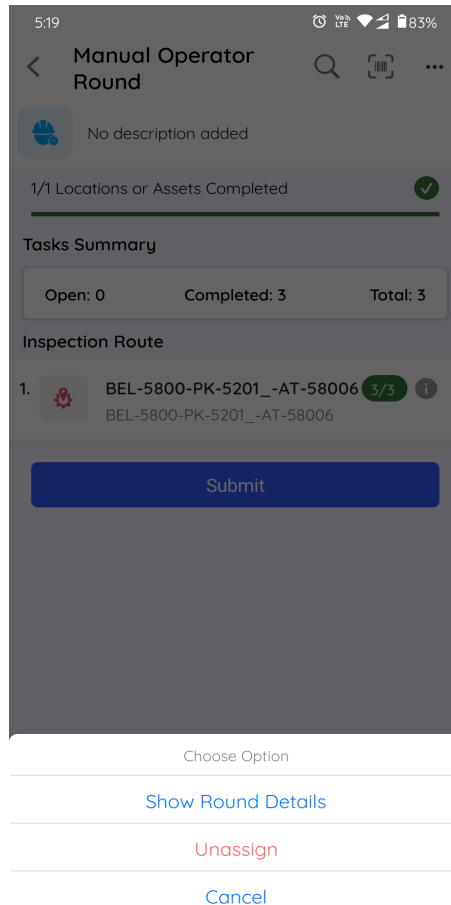 5:19
Vo))
LTE
83%
Manual Operator
Round
No description added
1/1 Locations or Assets Completed
Tasks Summary
Open: 0 Completed: 3 Total: 3
Inspection Route
1. BEL-5800-PK-5201_-AT-58006 3/3
BEL-5800-PK-5201_-AT-58006
Submit
Choose Option
Show Round Details
Unassign
Cancel